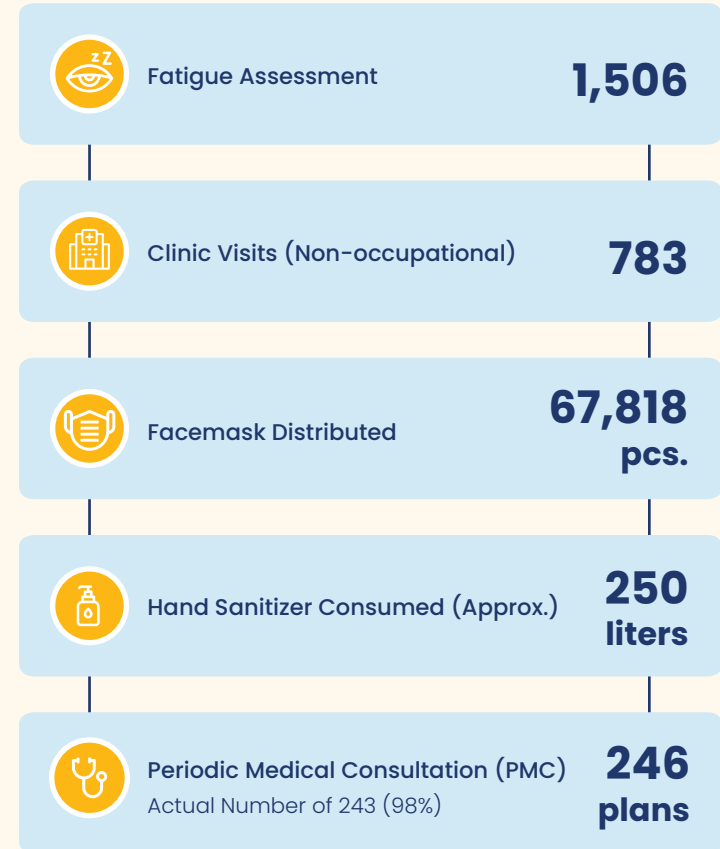 zZ
Fatigue Assessment
1,506
Clinic Visits (Non-occupational)
783
Facemask Distributed
67,818
pcs.
Hand Sanitizer Consumed (Approx.)
250
liters
Periodic Medical Consultation (PMC)
Actual Number of 243 (98%)
246
plans